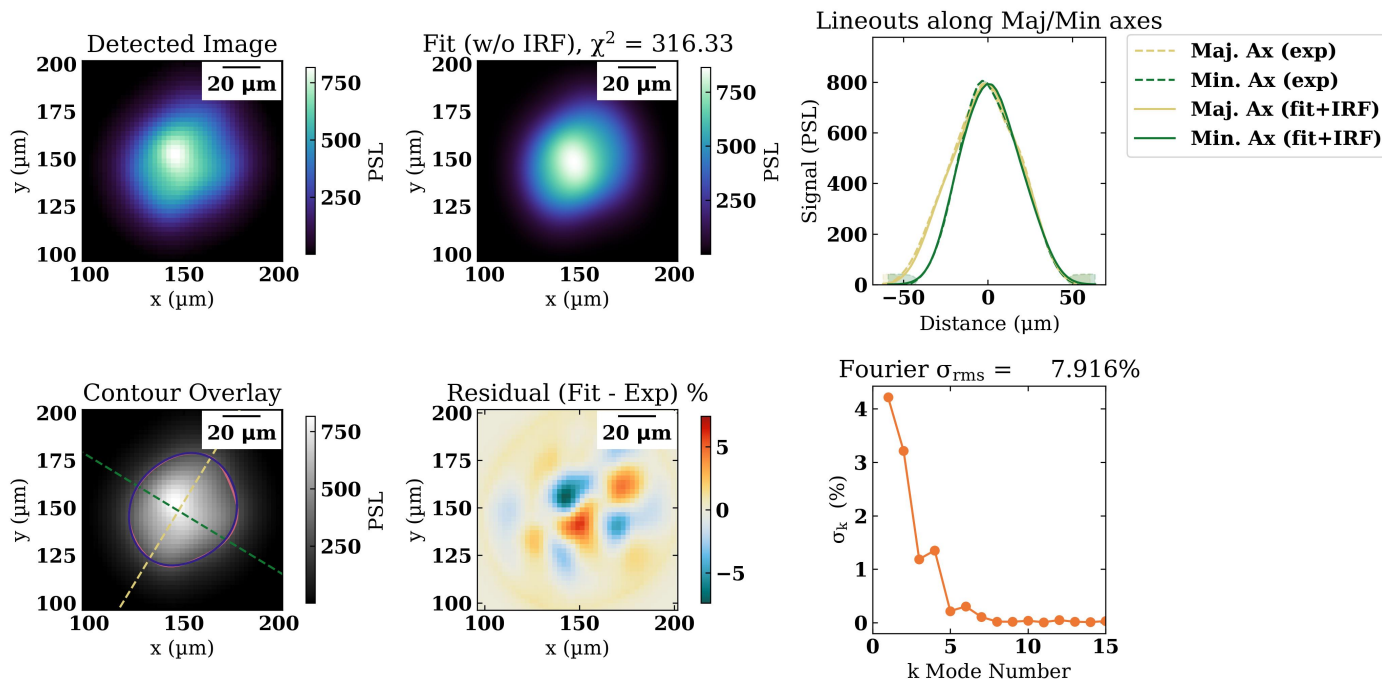 Detected Image
200
175
150
125
100
100
150
200
y (µm)
x (µm)
20 µm
750
500
250
PSL
Fit (w/o IRF), χ² = 316.33
200
175
150
125
100
100
150
200
y (µm)
x (µm)
20 µm
750
500
250
PSL
Lineouts along Maj/Min axes
800
600
400
200
0
−50
0
50
Signal (PSL)
Distance (µm)
Maj. Ax (exp)
Min. Ax (exp)
Maj. Ax (fit+IRF)
Min. Ax (fit+IRF)
Contour Overlay
200
175
150
125
100
100
150
200
y (µm)
x (µm)
20 µm
750
500
250
PSL
Residual (Fit - Exp) %
200
175
150
125
100
100
150
200
y (µm)
x (µm)
20 µm
5
0
−5
Fourier σrms = 7.916%
4
3
2
1
0
0
5
10
15
σk (%)
k Mode Number